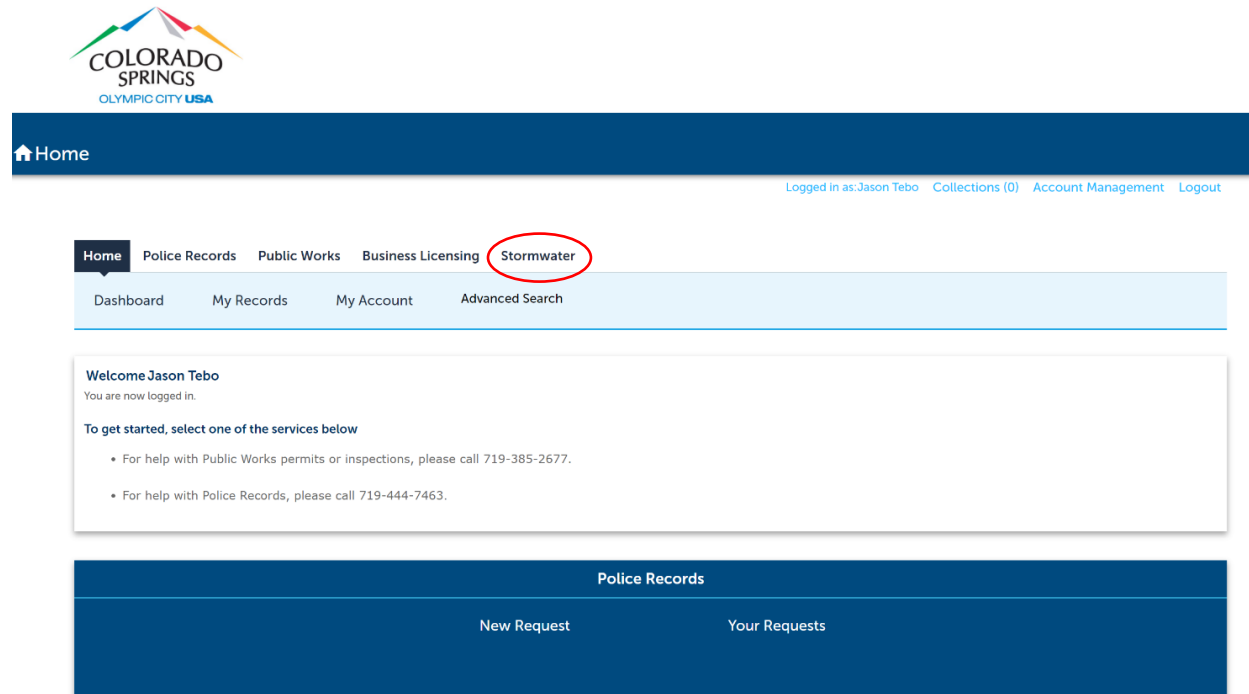 COLORADO
SPRINGS
OLYMPIC CITY USA
Home
Logged in as:Jason Tebo Collections (0) Account Management Logout
Home Police Records Public Works Business Licensing Stormwater
Dashboard My Records My Account Advanced Search
Welcome Jason Tebo
You are now logged in.
To get started, select one of the services below
• For help with Public Works permits or inspections, please call 719-385-2677.
• For help with Police Records, please call 719-444-7463.
Police Records
New Request Your Requests